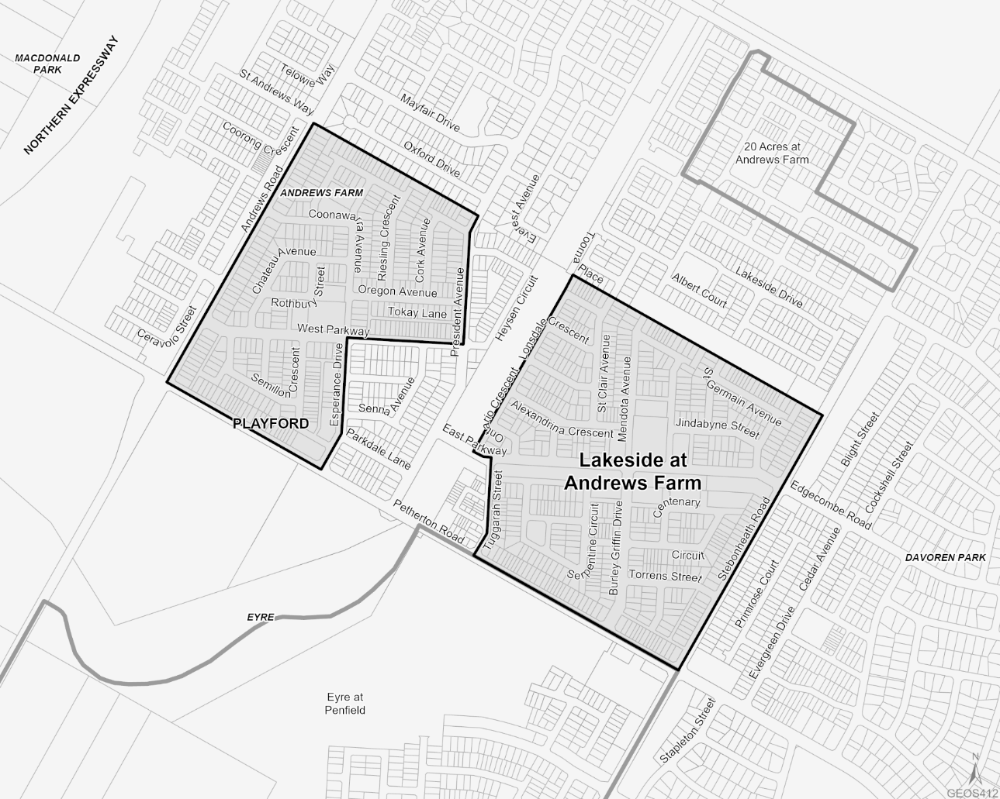 MACDONALD
PARK
NORTHERN EXPRESSWAY
Telowie Way
St Andrews Way
Mayfair Drive
Coorong Crescent
Oxford Drive
20 Acres at
Andrews Farm
Andrews Road
ANDREWS FARM
Everest Avenue
Coonawarra Avenue
Riesling Crescent
Cork Avenue
Toorna
Place
Chateau Avenue
Rothbury Street
Oregon Avenue
Tokay Lane
President Avenue
Heysen Circuit
Albert Court
Lakeside Drive
Ceravolo Street
West Parkway
Lonsdale Crescent
St Clair Avenue
Mendota Avenue
St Germain Avenue
Semillon Crescent
Esperance Drive
Senna Avenue
Ontario Crescent
Alexandrina Crescent
Jindabyne Street
PLAYFORD
Parkdale Lane
East Parkway
Lakeside at
Andrews Farm
Blight Street
Cockshell Street
Edgecombe Road
Tuggarah Street
Petherton Road
Serpentine Circuit
Burley Griffin Drive
Centenary
Circuit
Torrens Street
Stebonheath Road
Primrose Court
Cedar Avenue
Evergreen Drive
DAVOREN PARK
EYRE
Eyre at
Penfield
Stapleton Street
N
GEOS412